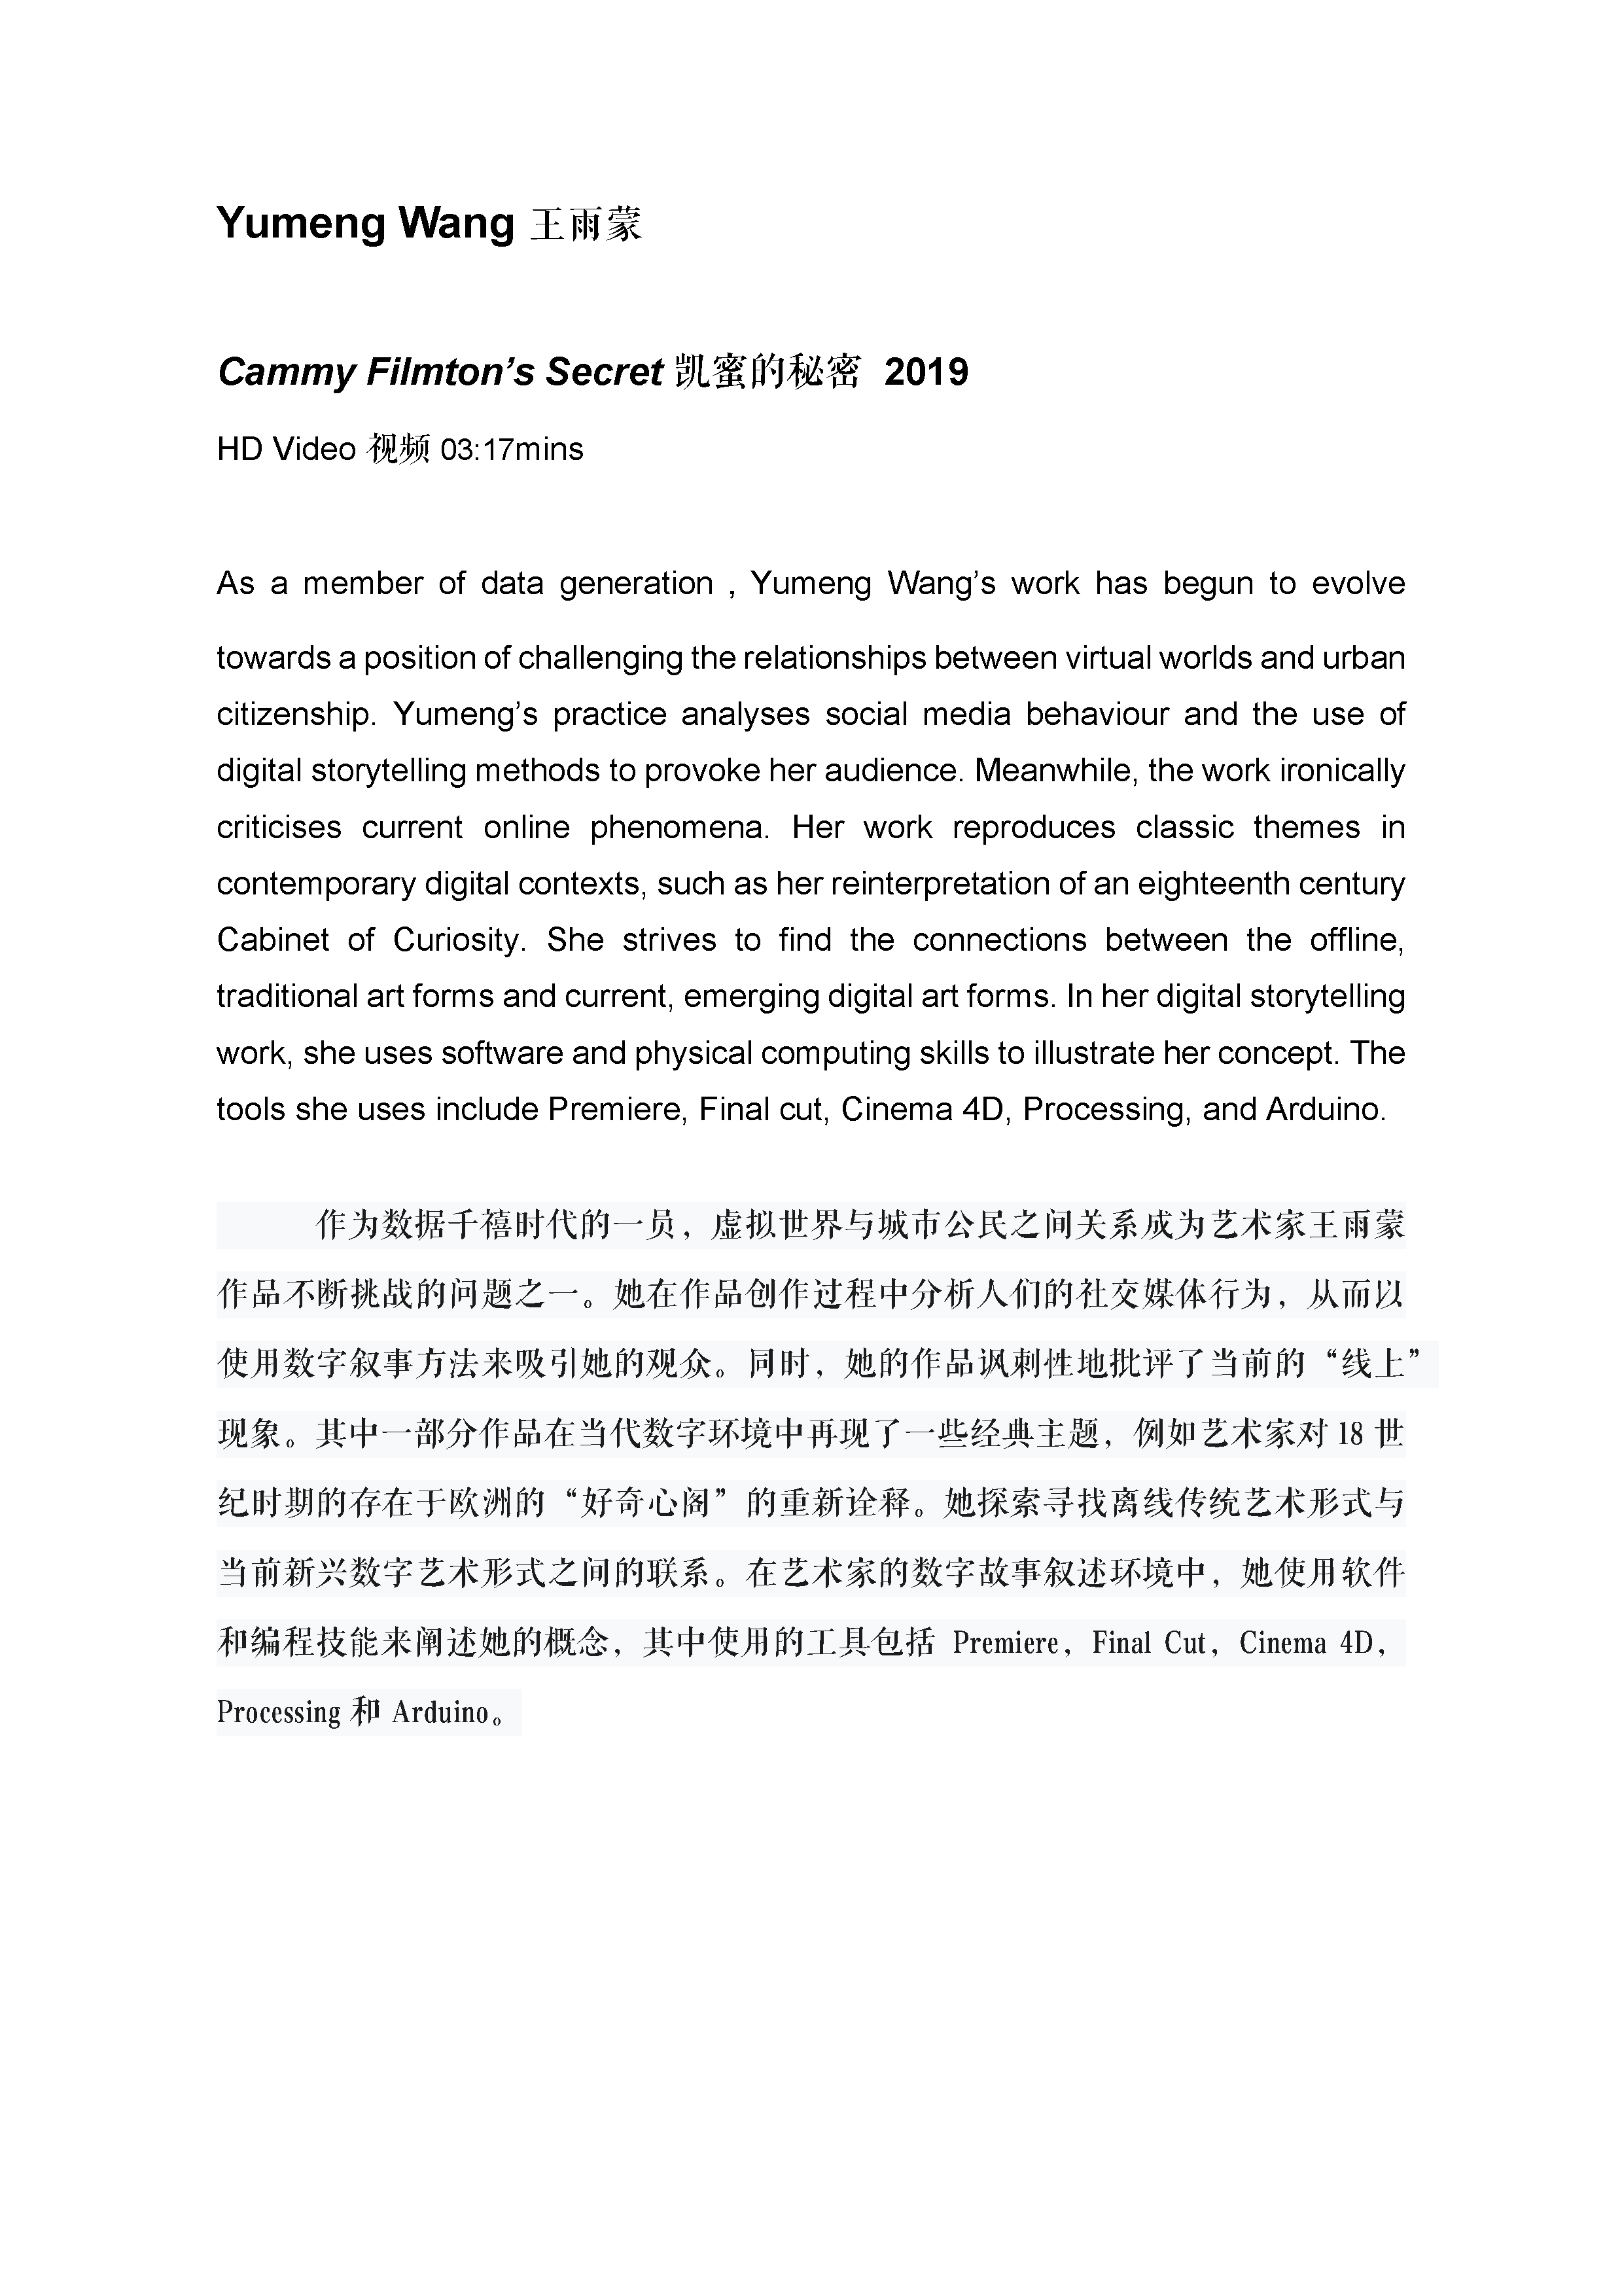 Yumeng Wang 王雨蒙
Cammy Filmton’s Secret 凯蜜的秘密 2019
HD Video 视频 03:17mins
As a member of data generation , Yumeng Wang’s work has begun to evolve
towards a position of challenging the relationships between virtual worlds and urban
citizenship. Yumeng’s practice analyses social media behaviour and the use of
digital storytelling methods to provoke her audience. Meanwhile, the work ironically
criticises current online phenomena. Her work reproduces classic themes in
contemporary digital contexts, such as her reinterpretation of an eighteenth century
Cabinet of Curiosity. She strives to find the connections between the offline,
traditional art forms and current, emerging digital art forms. In her digital storytelling
work, she uses software and physical computing skills to illustrate her concept. The
tools she uses include Premiere, Final cut, Cinema 4D, Processing, and Arduino.
作为数据千禧时代的一员，虚拟世界与城市公民之间关系成为艺术家王雨蒙
作品不断挑战的问题之一。她在作品创作过程中分析人们的社交媒体行为，从而以
使用数字叙事方法来吸引她的观众。同时，她的作品讽刺性地批评了当前的“线上”
现象。其中一部分作品在当代数字环境中再现了一些经典主题，例如艺术家对 18 世
纪时期的存在于欧洲的“好奇心阁”的重新诠释。她探索寻找离线传统艺术形式与
当前新兴数字艺术形式之间的联系。在艺术家的数字故事叙述环境中，她使用软件
和编程技能来阐述她的概念，其中使用的工具包括 Premiere，Final Cut，Cinema 4D，
Processing 和 Arduino。